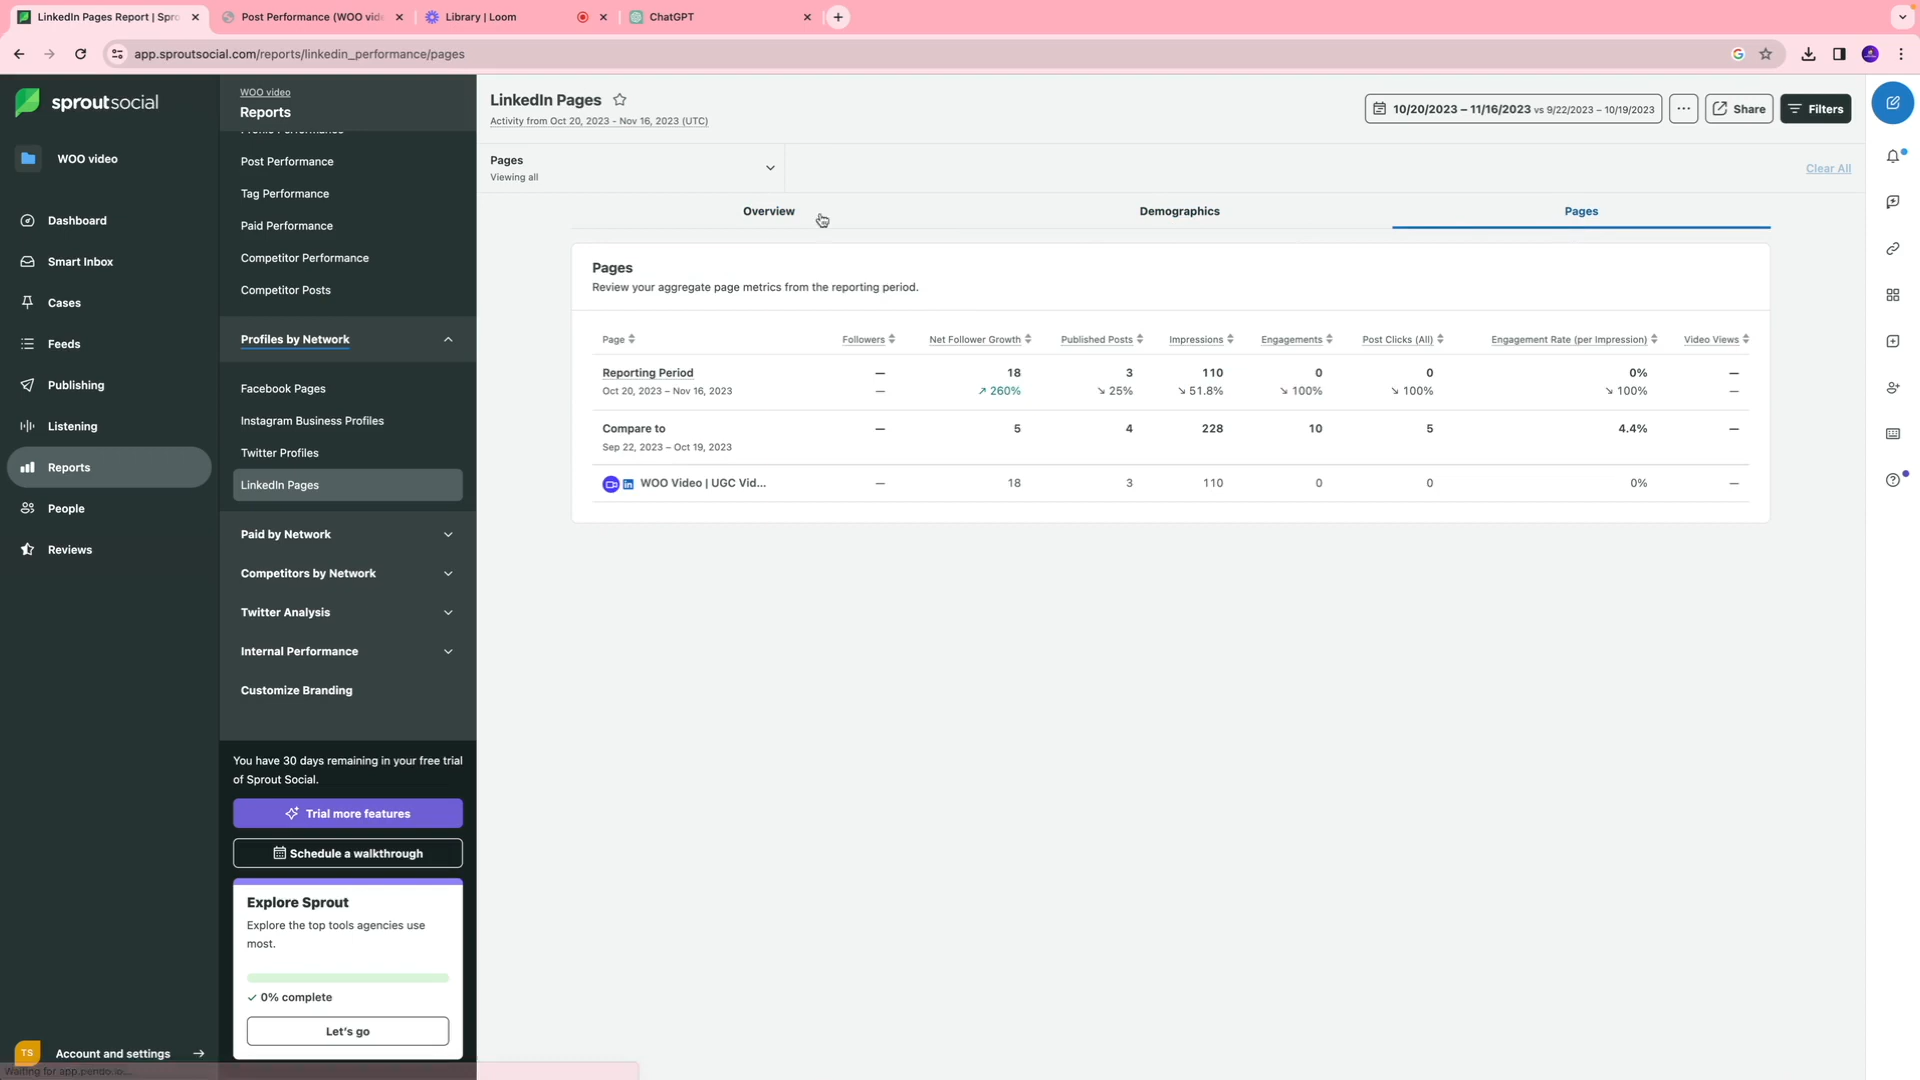 LinkedIn Pages Report | Spro
Post Performance (WOO vide
Library | Loom
ChatGPT
app.sproutsocial.com/reports/linkedin_performance/pages
sproutsocial
WOO video
Dashboard
Smart Inbox
Cases
Feeds
Publishing
Listening
Reports
People
Reviews
TS
Account and settings
WOO video
Reports
Profile Performance
Post Performance
Tag Performance
Paid Performance
Competitor Performance
Competitor Posts
Profiles by Network
Facebook Pages
Instagram Business Profiles
Twitter Profiles
LinkedIn Pages
Paid by Network
Competitors by Network
Twitter Analysis
Internal Performance
Customize Branding
You have 30 days remaining in your free trial
of Sprout Social.
Trial more features
Schedule a walkthrough
Explore Sprout
Explore the top tools agencies use
most.
0% complete
Let's go
LinkedIn Pages
Activity from Oct 20, 2023 - Nov 16, 2023 (UTC)
10/20/2023 – 11/16/2023 vs 9/22/2023 – 10/19/2023
Share
Filters
Pages
Viewing all
Clear All
Overview Demographics Pages
Pages
Review your aggregate page metrics from the reporting period.
Page Followers Net Follower Growth Published Posts Impressions Engagements Post Clicks (All) Engagement Rate (per Impression) Video Views
Reporting Period — 18 3 110 0 0 0% —
Oct 20, 2023 – Nov 16, 2023 — ↗ 260% ↘ 25% ↘ 51.8% ↘ 100% ↘ 100% ↘ 100% —
Compare to — 5 4 228 10 5 4.4% —
Sep 22, 2023 – Oct 19, 2023
WOO Video | UGC Vid... — 18 3 110 0 0 0% —